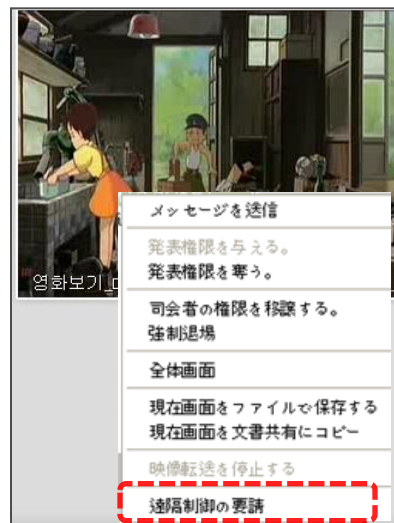 メッセージを送信
発表権限を与える。
発表権限を奪う。
영화보기
司会者の権限を移譲する。
強制退場
全体画面
現在画面をファイルで保存する
現在画面を文書共有にコピー
映像転送を停止する
遠隔制御の要請